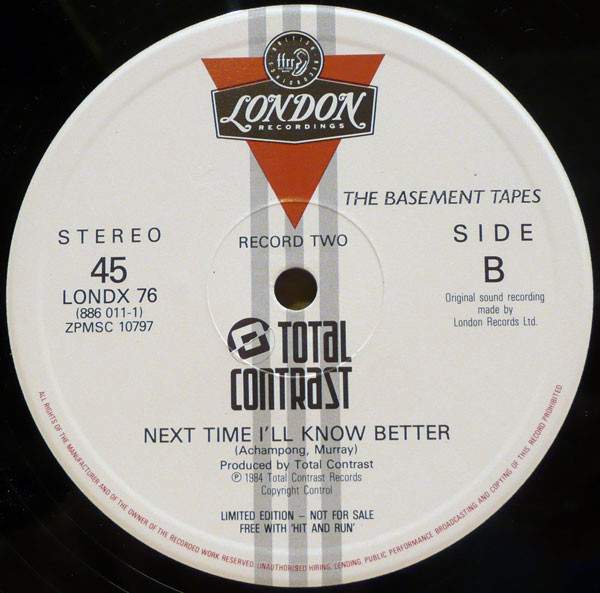 BRITISH
ffrr
RECORDINGS
LONDON
RECORDINGS
THE BASEMENT TAPES
STEREO
RECORD TWO
SIDE
45
B
LONDX 76
(886 011-1)
ZPMSC 10797
Original sound recording
made by
London Records Ltd.
TOTAL
CONTRAST
NEXT TIME I'LL KNOW BETTER
(Achampong, Murray)
Produced by Total Contrast
℗ 1984 Total Contrast Records
Copyright Control
LIMITED EDITION – NOT FOR SALE
FREE WITH 'HIT AND RUN'
ALL RIGHTS OF THE MANUFACTURER AND OF THE OWNER OF THE RECORDED WORK RESERVED. UNAUTHORISED HIRING, LENDING, PUBLIC PERFORMANCE BROADCASTING AND COPYING OF THIS RECORD PROHIBITED